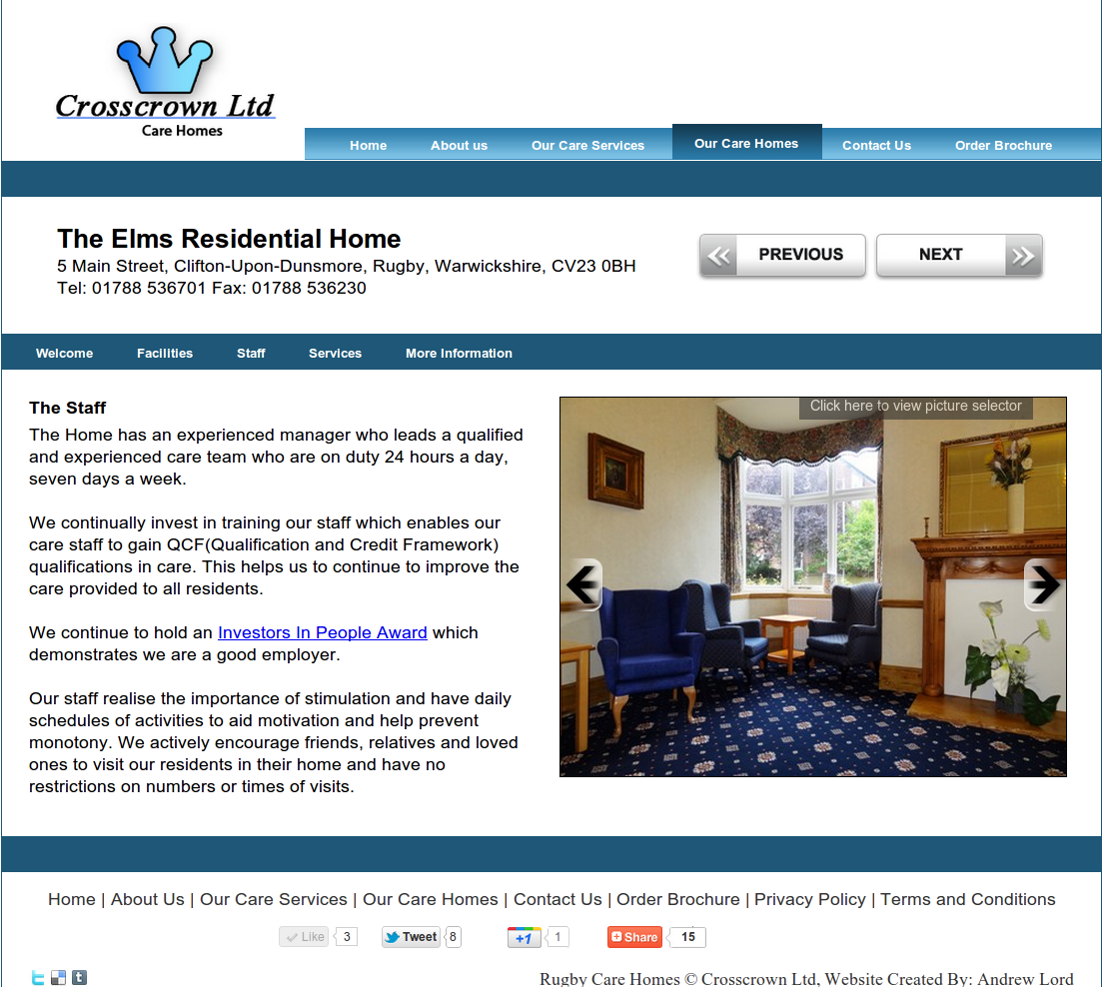 Crosscrown Ltd
Care Homes
Home About us Our Care Services Our Care Homes Contact Us Order Brochure
The Elms Residential Home
5 Main Street, Clifton-Upon-Dunsmore, Rugby, Warwickshire, CV23 0BH
Tel: 01788 536701 Fax: 01788 536230
PREVIOUS NEXT
Welcome Facilities Staff Services More Information
The Staff
The Home has an experienced manager who leads a qualified
and experienced care team who are on duty 24 hours a day,
seven days a week.
We continually invest in training our staff which enables our
care staff to gain QCF(Qualification and Credit Framework)
qualifications in care. This helps us to continue to improve the
care provided to all residents.
We continue to hold an Investors In People Award which
demonstrates we are a good employer.
Our staff realise the importance of stimulation and have daily
schedules of activities to aid motivation and help prevent
monotony. We actively encourage friends, relatives and loved
ones to visit our residents in their home and have no
restrictions on numbers or times of visits.
Click here to view picture selector
Home | About Us | Our Care Services | Our Care Homes | Contact Us | Order Brochure | Privacy Policy | Terms and Conditions
Like 3 Tweet 8 +1 1 Share 15
t t
Rugby Care Homes © Crosscrown Ltd, Website Created By: Andrew Lord